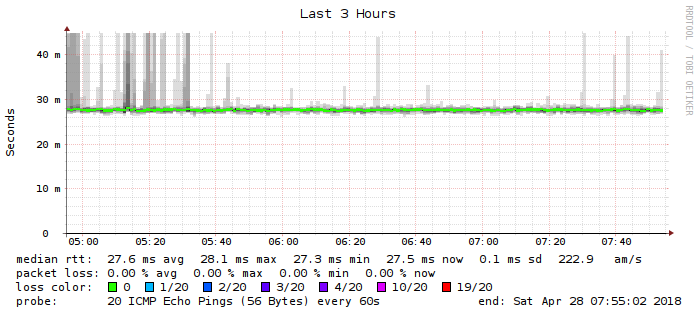 Last 3 Hours
RRDTOOL / TOBI OETIKER
Seconds
40 m
30 m
20 m
10 m
0
05:00 05:20 05:40 06:00 06:20 06:40 07:00 07:20 07:40
median rtt: 27.6 ms avg 28.1 ms max 27.3 ms min 27.5 ms now 0.1 ms sd 222.9 am/s
packet loss: 0.00 % avg 0.00 % max 0.00 % min 0.00 % now
loss color: 0 1/20 2/20 3/20 4/20 10/20 19/20
probe: 20 ICMP Echo Pings (56 Bytes) every 60s end: Sat Apr 28 07:55:02 2018